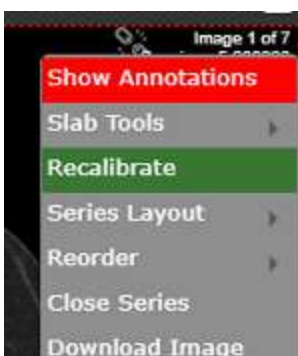 Image 1 of 7
Show Annotations
Slab Tools
Recalibrate
Series Layout
Reorder
Close Series
Download Image